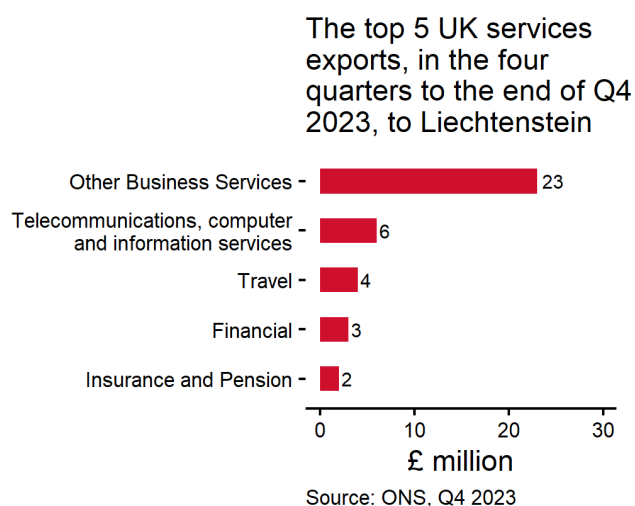 The top 5 UK services
exports, in the four
quarters to the end of Q4
2023, to Liechtenstein
Other Business Services
23
Telecommunications, computer
and information services
6
Travel
4
Financial
3
Insurance and Pension
2
0 10 20 30
£ million
Source: ONS, Q4 2023